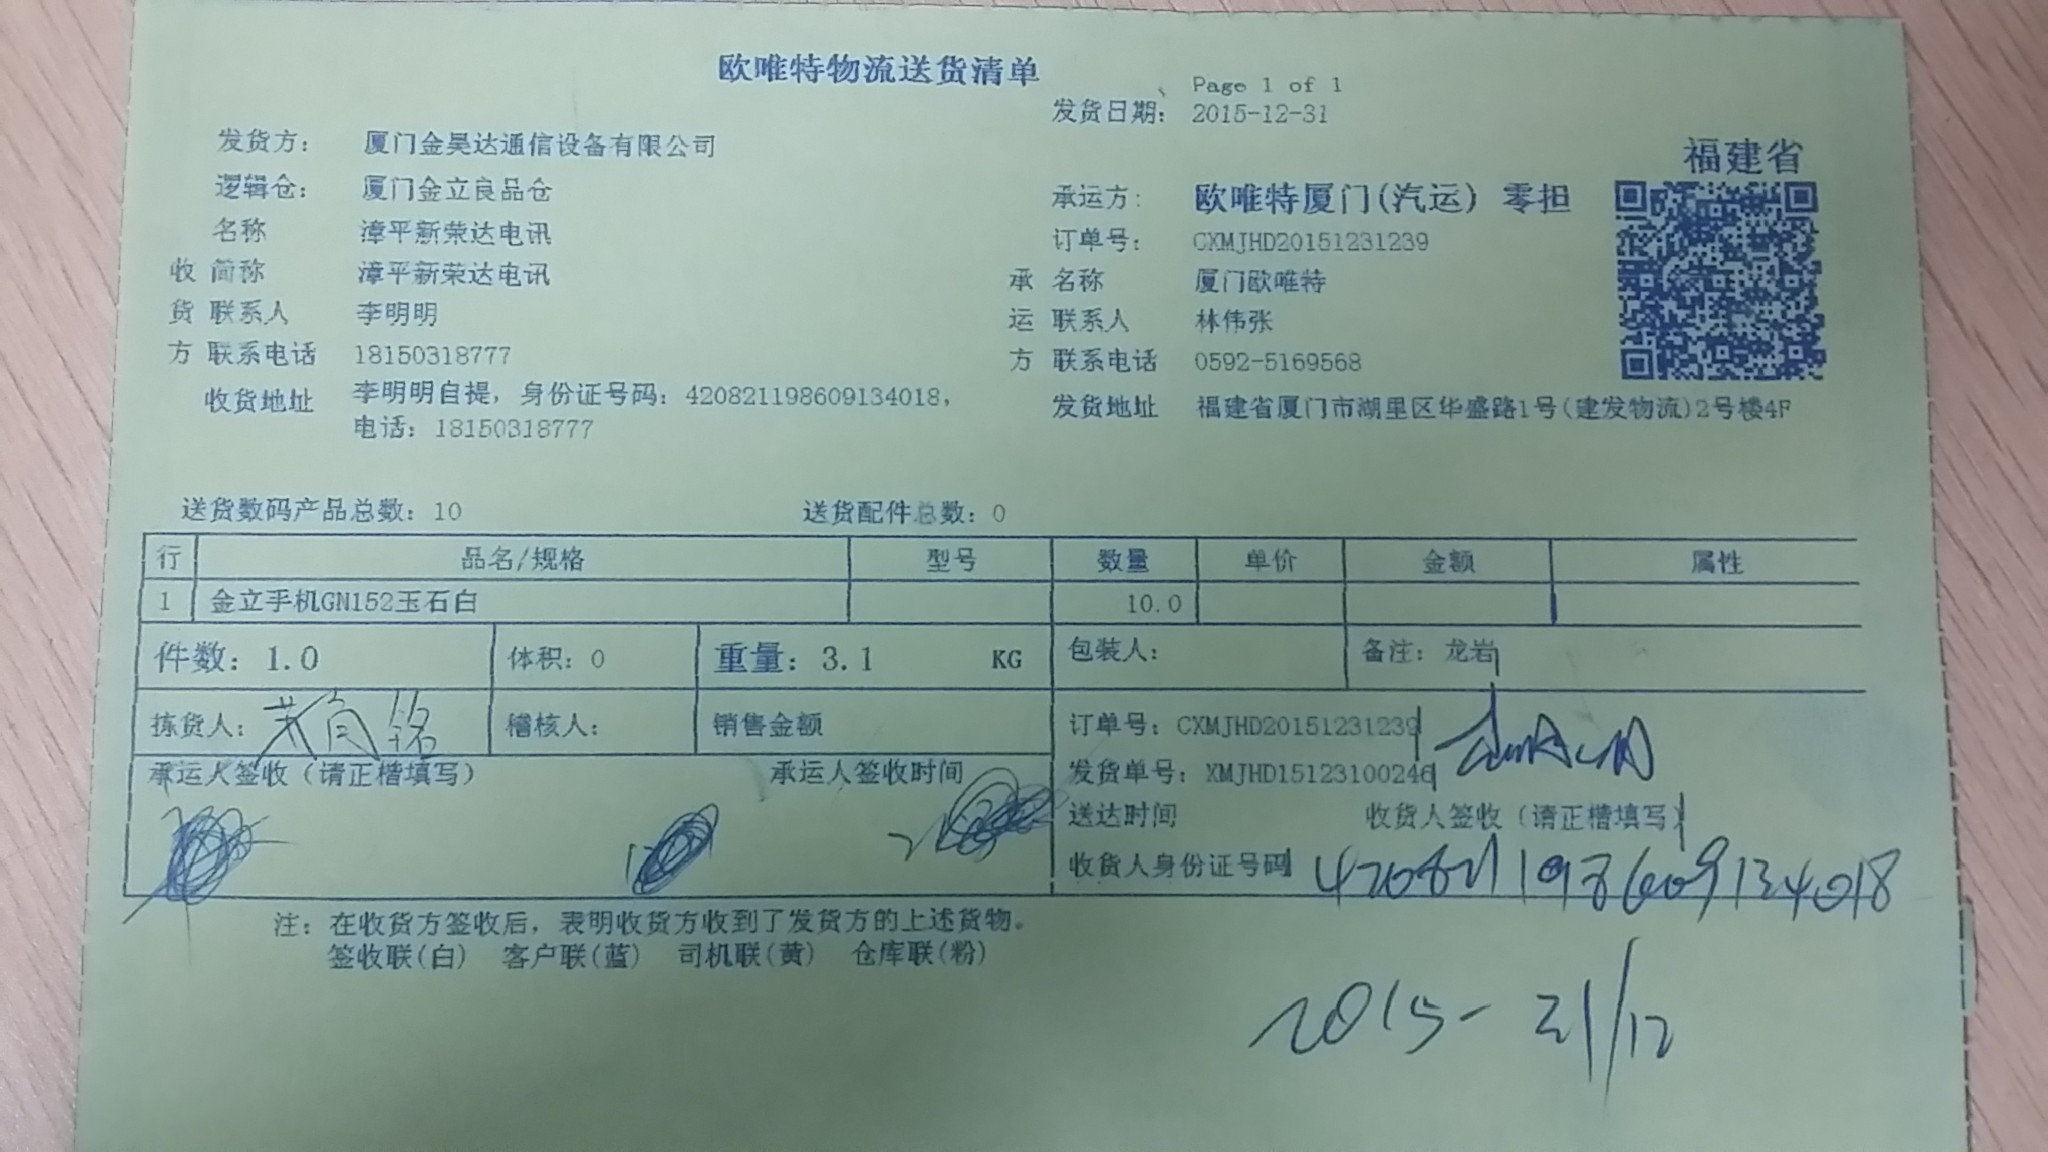 欧唯特物流送货清单
Page 1 of 1
发货日期: 2015-12-31
发货方: 厦门金昊达通信设备有限公司
福建省
逻辑仓: 厦门金立良品仓
承运方: 欧唯特厦门(汽运) 零担
名称 漳平新荣达电讯
订单号: CXMJHD20151231239
收 简称 漳平新荣达电讯
承 名称 厦门欧唯特
货 联系人 李明明
运 联系人 林伟张
方 联系电话 18150318777
方 联系电话 0592-5169568
收货地址 李明明自提, 身份证号码: 420821198609134018,
电话: 18150318777
发货地址 福建省厦门市湖里区华盛路1号(建发物流)2号楼4F
送货数码产品总数: 10 送货配件总数: 0
行 品名/规格 型号 数量 单价 金额 属性
1 金立手机GN152玉石白 10.0
件数: 1.0 体积: 0 重量: 3.1 KG 包装人: 备注: 龙岩
拣货人: 稽核人: 销售金额
订单号: CXMJHD20151231239
承运人签收(请正楷填写) 承运人签收时间
发货单号: XMJHD15123100246
送达时间 收货人签收(请正楷填写)
收货人身份证号码 420821198609134018
注: 在收货方签收后, 表明收货方收到了发货方的上述货物。
签收联(白) 客户联(蓝) 司机联(黄) 仓库联(粉)
2015-31/12